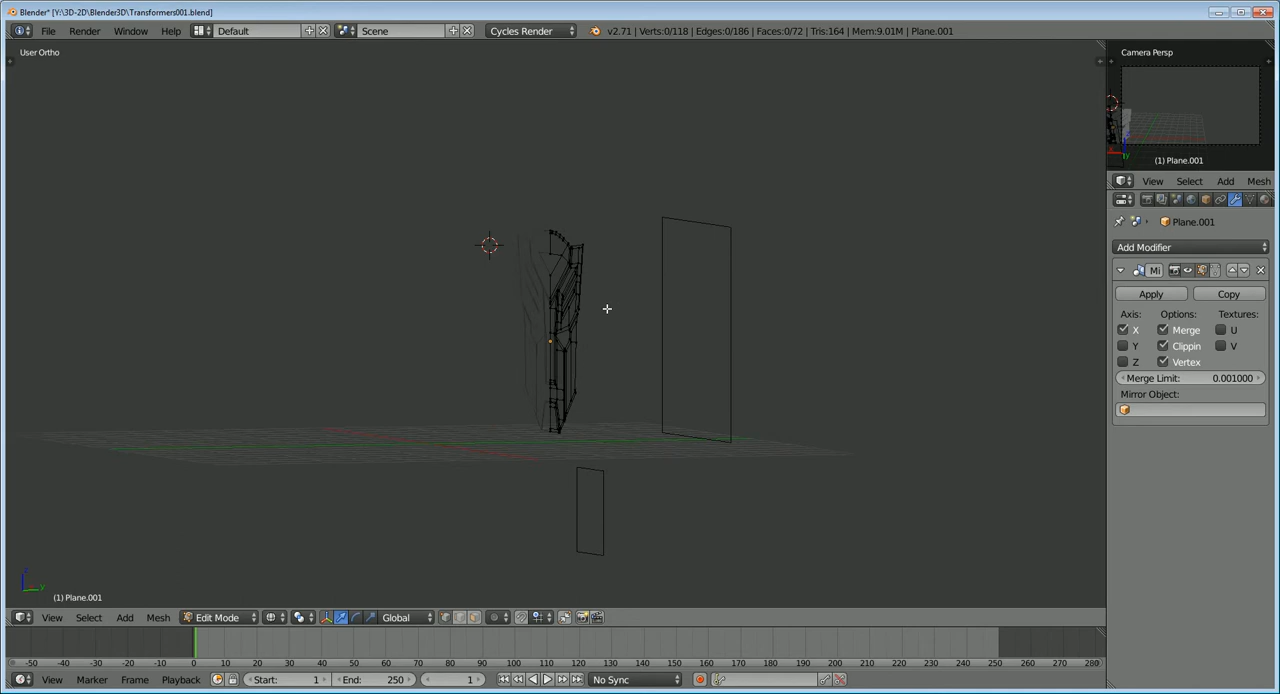 Blender* [Y:\3D-2D\Blender3D\Transformers001.blend]
File Render Window Help Default Scene Cycles Render v2.71 | Verts:0/118 | Edges:0/186 | Faces:0/72 | Tris:164 | Mem:9.01M | Plane.001
User Ortho
Camera Persp
(1) Plane.001
View Select Add Mesh
Plane.001
Add Modifier
Mi
Apply Copy
Axis: Options: Textures:
X Merge U
Y Clippin V
Z Vertex
Merge Limit: 0.001000
Mirror Object:
z
y
(1) Plane.001
View Select Add Mesh Edit Mode Global
-50 -40 -30 -20 -10 0 10 20 30 40 50 60 70 80 90 100 110 120 130 140 150 160 170 180 190 200 210 220 230 240 250 260 270 280
View Marker Frame Playback Start: 1 End: 250 1 No Sync